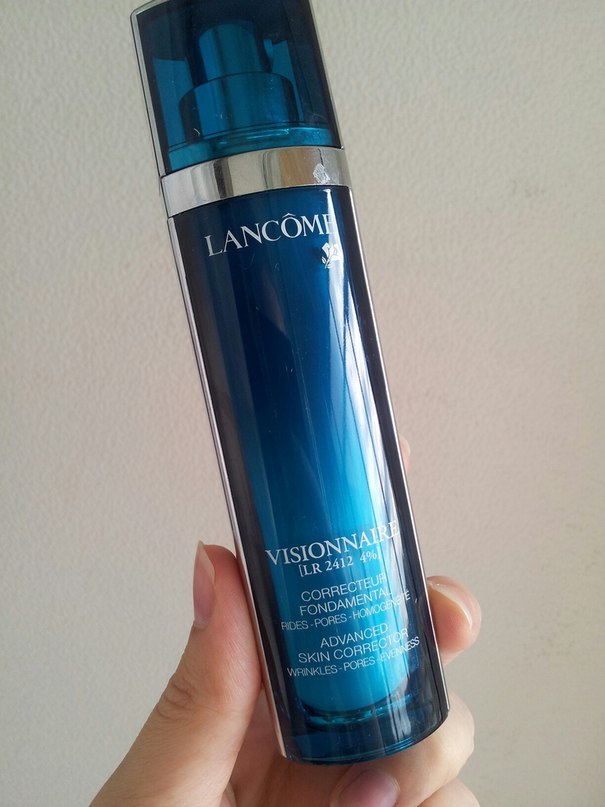 LANCÔME
VISIONNAIRE
[LR 2412 4%
CORRECTEUR
FONDAMENTAL
RIDES - PORES - HOMOGÉNÉITÉ
ADVANCED
SKIN CORRECTOR
WRINKLES - PORES - EVENNESS